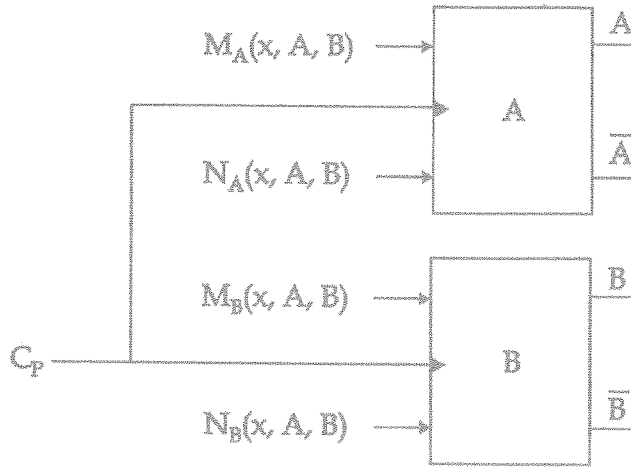 M_A(x, A, B)
A
A
N_A(x, A, B)
A̅
M_B(x, A, B)
B
C_P
B
N_B(x, A, B)
B̅